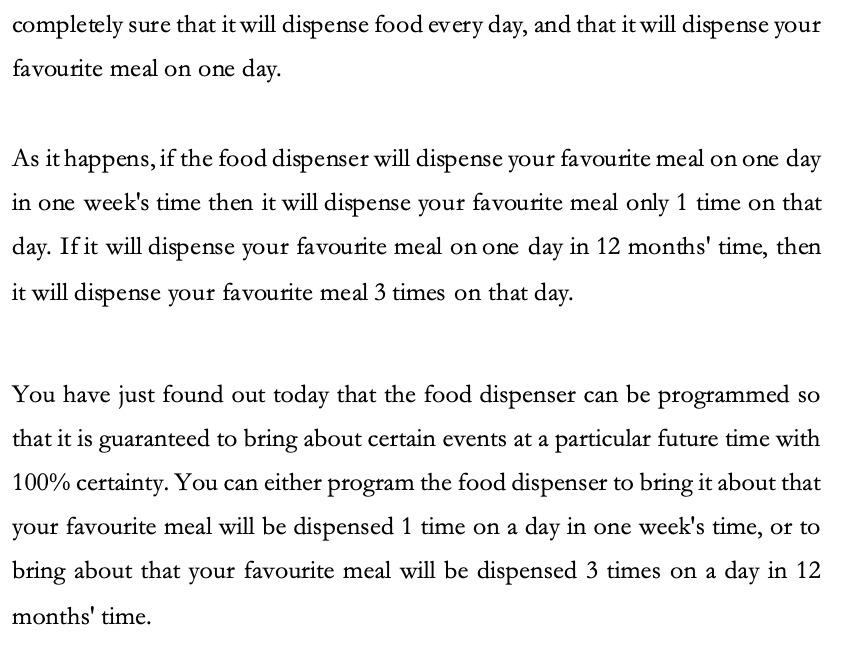 completely sure that it will dispense food every day, and that it will dispense your
favourite meal on one day.
As it happens, if the food dispenser will dispense your favourite meal on one day
in one week's time then it will dispense your favourite meal only 1 time on that
day. If it will dispense your favourite meal on one day in 12 months' time, then
it will dispense your favourite meal 3 times on that day.
You have just found out today that the food dispenser can be programmed so
that it is guaranteed to bring about certain events at a particular future time with
100% certainty. You can either program the food dispenser to bring it about that
your favourite meal will be dispensed 1 time on a day in one week's time, or to
bring about that your favourite meal will be dispensed 3 times on a day in 12
months' time.